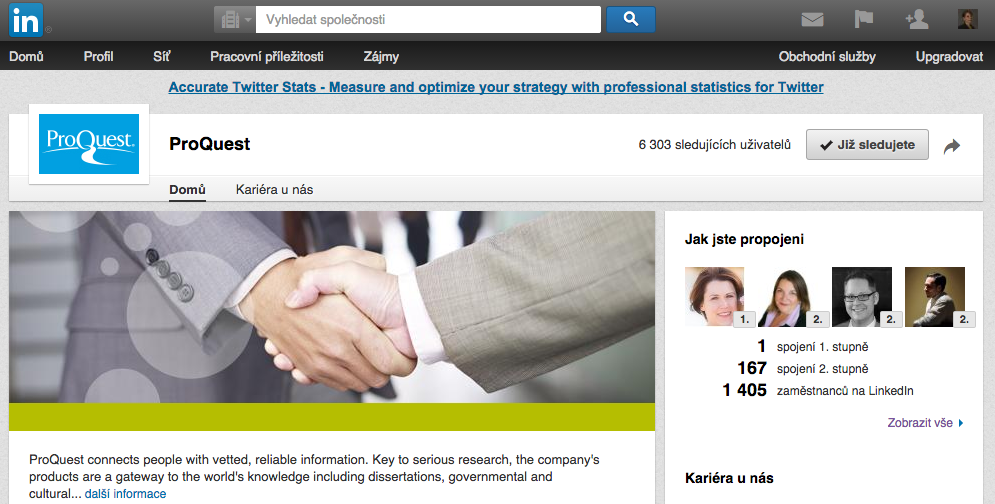 in
Vyhledat společnosti
Domů Profil Síť Pracovní příležitosti Zájmy Obchodní služby Upgradovat
Accurate Twitter Stats - Measure and optimize your strategy with professional statistics for Twitter
ProQuest
ProQuest
6 303 sledujících uživatelů
Již sledujete
Domů Kariéra u nás
Jak jste propojeni
1. 2. 2. 2.
1 spojení 1. stupně
167 spojení 2. stupně
1 405 zaměstnanců na LinkedIn
Zobrazit vše
ProQuest connects people with vetted, reliable information. Key to serious research, the company's
products are a gateway to the world's knowledge including dissertations, governmental and
cultural... další informace
Kariéra u nás